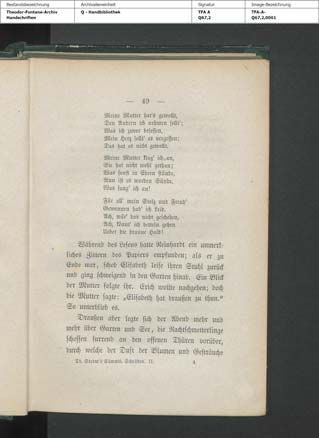 Bestandsbezeichnung Archivalieneinheit Signatur Image-Bezeichnung
Theodor-Fontane-Archiv Q - Handbibliothek TFA A TFA-A-
Handschriften Q67,2 Q67,2,0061
— 49 —
Meine Mutter hat's gewollt,
Den Andern ich nehmen sollt';
Was ich zuvor besessen,
Mein Herz sollt' es vergessen;
Das hat es nicht gewollt.
Meine Mutter klag' ich an,
Sie hat nicht wohl gethan;
Was sonst in Ehren stünde,
Nun ist es worden Sünde,
Was fang' ich an!
Für all' mein Stolz und Freud'
Gewonnen hab' ich Leid.
Ach, wär' das nicht geschehen,
Ach, könnt' ich betteln gehen
Ueber die braune Haid'!
Während des Lesens hatte Reinhardt ein unmerk-
liches Zittern des Papiers empfunden; als er zu
Ende war, schob Elisabeth leise ihren Stuhl zurück
und ging schweigend in den Garten hinab. Ein Blick
der Mutter folgte ihr. Erich wollte nachgehen; doch
die Mutter sagte: „Elisabeth hat draußen zu thun."
So unterblieb es.
Draußen aber legte sich der Abend mehr und
mehr über Garten und See, die Nachtschmetterlinge
schossen surrend an den offenen Thüren vorüber,
durch welche der Duft der Blumen und Gesträuche
Th. Storm's Sämmtl. Schriften. II. 4